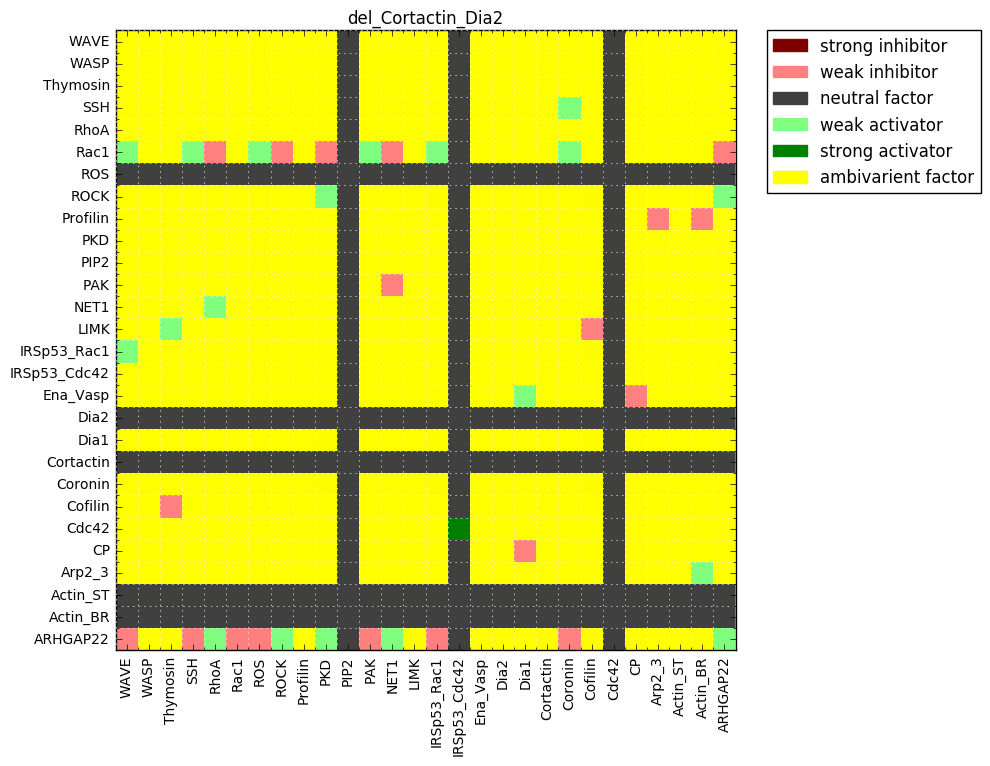 del_Cortactin_Dia2
WAVE
WASP
Thymosin
SSH
RhoA
Rac1
ROS
ROCK
Profilin
PKD
PIP2
PAK
NET1
LIMK
IRSp53_Rac1
IRSp53_Cdc42
Ena_Vasp
Dia2
Dia1
Cortactin
Coronin
Cofilin
Cdc42
CP
Arp2_3
Actin_ST
Actin_BR
ARHGAP22
WAVE
WASP
Thymosin
SSH
RhoA
Rac1
ROS
ROCK
Profilin
PKD
PIP2
PAK
NET1
LIMK
IRSp53_Rac1
IRSp53_Cdc42
Ena_Vasp
Dia2
Dia1
Cortactin
Coronin
Cofilin
Cdc42
CP
Arp2_3
Actin_ST
Actin_BR
ARHGAP22
strong inhibitor
weak inhibitor
neutral factor
weak activator
strong activator
ambivarient factor